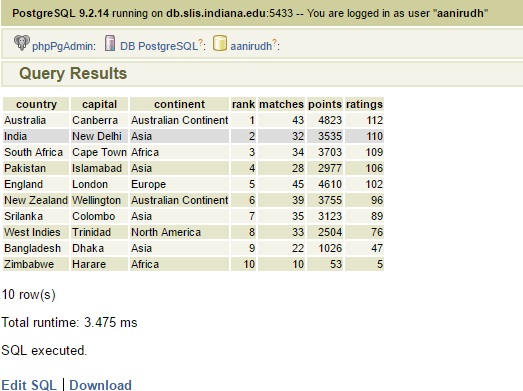 PostgreSQL 9.2.14 running on db.slis.indiana.edu:5433 -- You are logged in as user "aanirudh"
phpPgAdmin: DB PostgreSQL?: aanirudh?:
Query Results
country capital continent rank matches points ratings
Australia Canberra Australian Continent 1 43 4823 112
India New Delhi Asia 2 32 3535 110
South Africa Cape Town Africa 3 34 3703 109
Pakistan Islamabad Asia 4 28 2977 106
England London Europe 5 45 4610 102
New Zealand Wellington Australian Continent 6 39 3755 96
Srilanka Colombo Asia 7 35 3123 89
West Indies Trinidad North America 8 33 2504 76
Bangladesh Dhaka Asia 9 22 1026 47
Zimbabwe Harare Africa 10 10 53 5
10 row(s)
Total runtime: 3.475 ms
SQL executed.
Edit SQL | Download